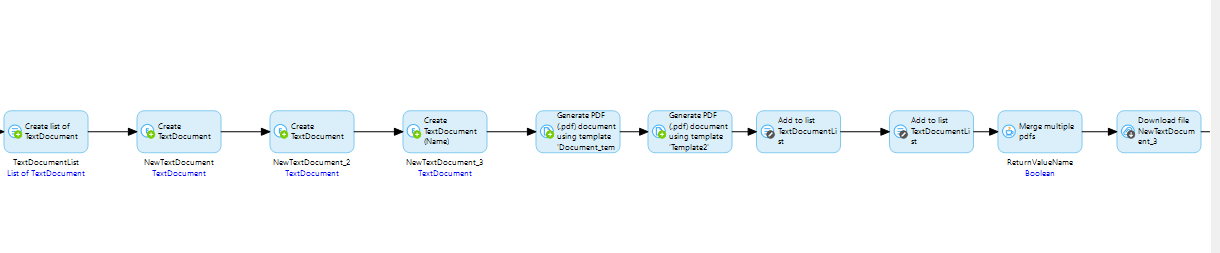 Create list of
TextDocument
TextDocumentList
List of TextDocument
Create
TextDocument
NewTextDocument
TextDocument
Create
TextDocument
NewTextDocument_2
TextDocument
Create
TextDocument
(Name)
NewTextDocument_3
TextDocument
Generate PDF
(.pdf) document
using template
'Document_tem
Generate PDF
(.pdf) document
using template
'Template2'
Add to list
TextDocumentLi
st
Add to list
TextDocumentLi
st
Merge multiple
pdfs
ReturnValueName
Boolean
Download file
NewTextDocum
ent_3